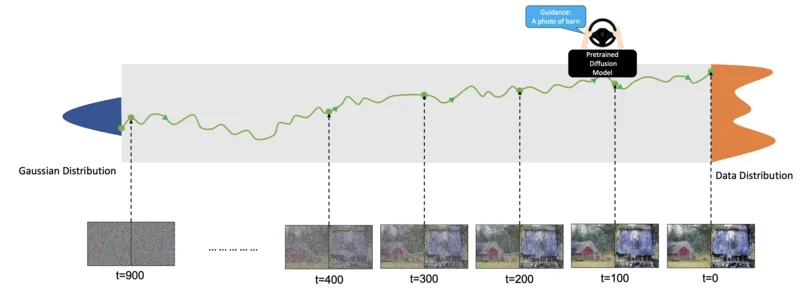 Guidance:
A photo of barn
Pretrained
Diffusion
Model
Gaussian Distribution
Data Distribution
……………
t=900
t=400
t=300
t=200
t=100
t=0